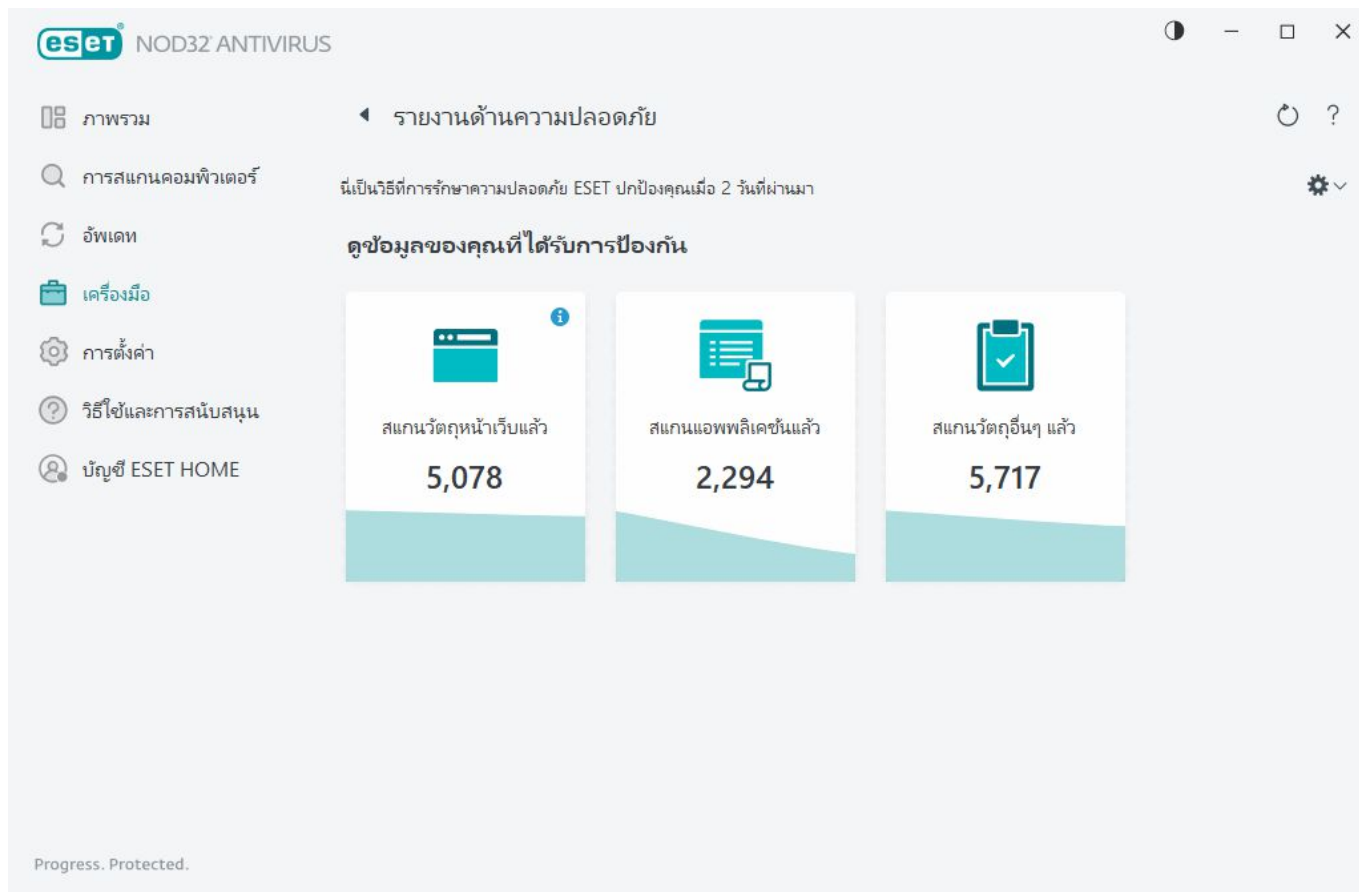 eset® NOD32® ANTIVIRUS
ภาพรวม
การสแกนคอมพิวเตอร์
อัพเดท
เครื่องมือ
การตั้งค่า
วิธีใช้และการสนับสนุน
บัญชี ESET HOME
รายงานด้านความปลอดภัย
?
นี่เป็นวิธีที่การรักษาความปลอดภัย ESET ปกป้องคุณเมื่อ 2 วันที่ผ่านมา
ดูข้อมูลของคุณที่ได้รับการป้องกัน
สแกนวัตถุหน้าเว็บแล้ว
5,078
สแกนแอพพลิเคชันแล้ว
2,294
สแกนวัตถุอื่นๆ แล้ว
5,717
Progress. Protected.